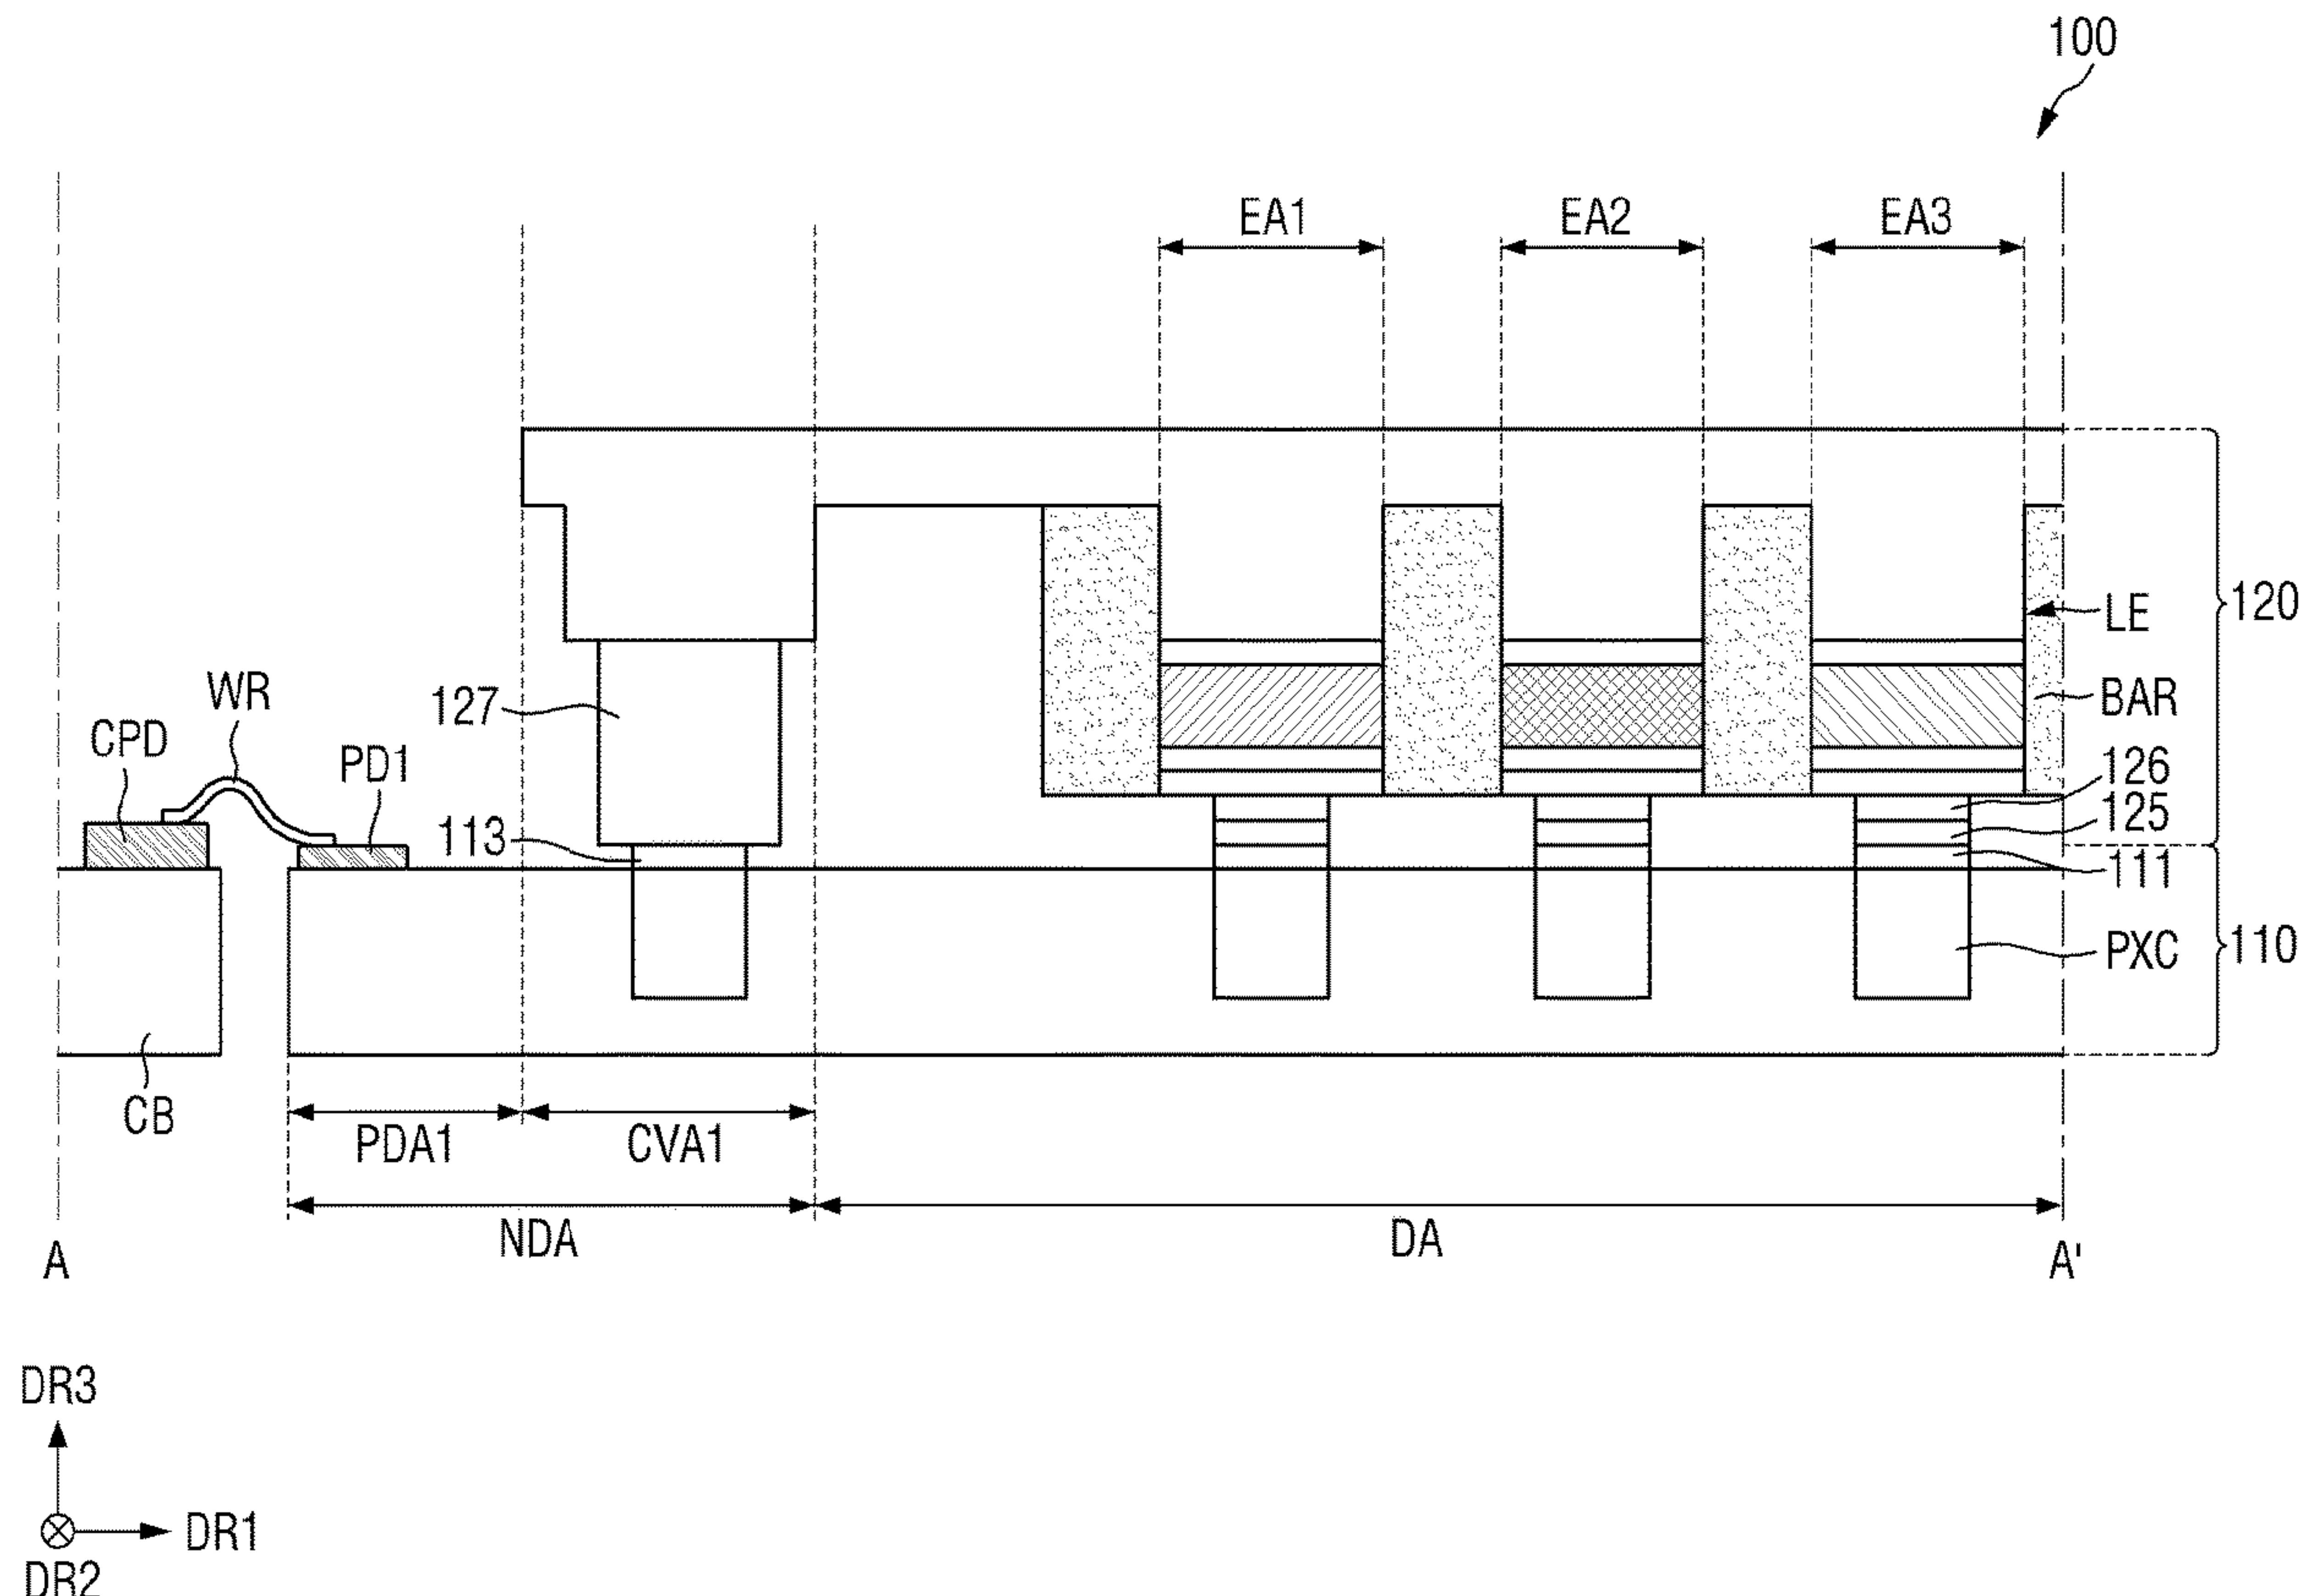 100
EA1 EA2 EA3
120
LE
WR
127
BAR
CPD
PD1
126
125
113
111
110
PXC
CB
PDA1 CVA1
NDA DA
A A'
DR3
DR1
DR2